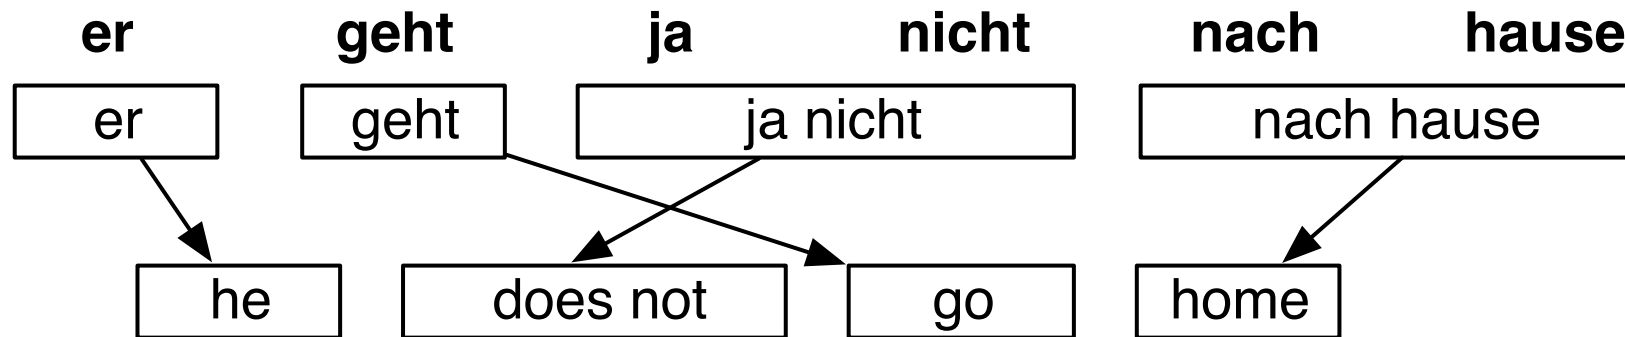 er geht ja nicht nach hause
er geht ja nicht nach hause
he does not go home